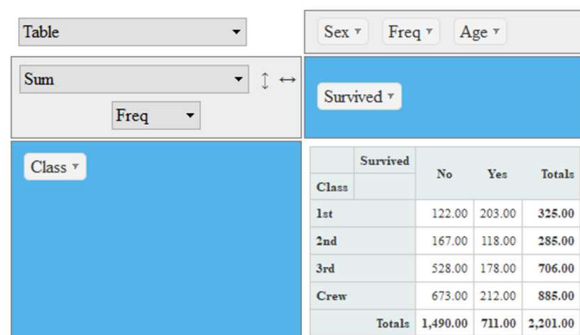 Table
Sex Freq Age
Sum
Freq
Survived
Class
Survived No Yes Totals
Class
1st 122.00 203.00 325.00
2nd 167.00 118.00 285.00
3rd 528.00 178.00 706.00
Crew 673.00 212.00 885.00
Totals 1,490.00 711.00 2,201.00